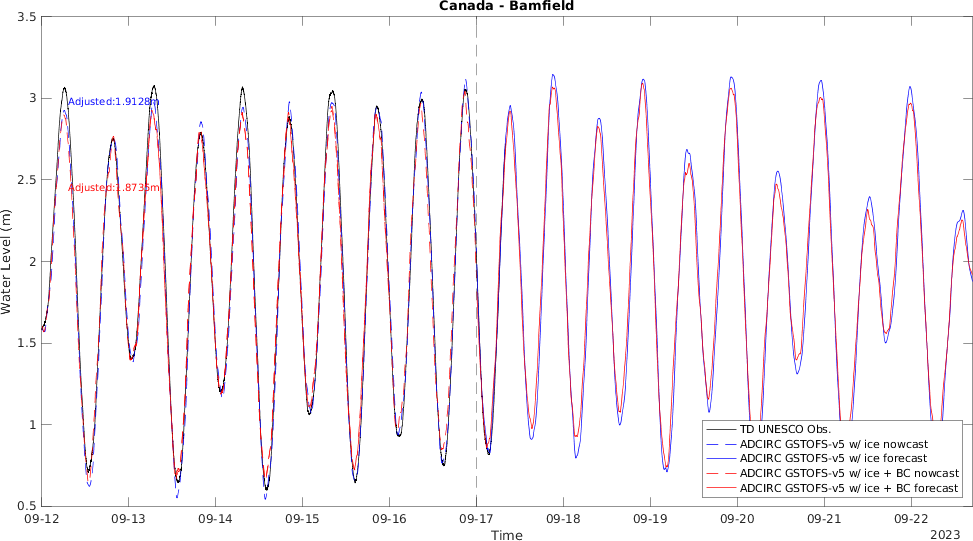 Canada - Bamfield
3.5
3
2.5
2
1.5
1
0.5
Water Level (m)
Adjusted:1.9128m
Adjusted:1.8735m
TD UNESCO Obs.
ADCIRC GSTOFS-v5 w/ ice nowcast
ADCIRC GSTOFS-v5 w/ ice forecast
ADCIRC GSTOFS-v5 w/ ice + BC nowcast
ADCIRC GSTOFS-v5 w/ ice + BC forecast
09-12 09-13 09-14 09-15 09-16 09-17 09-18 09-19 09-20 09-21 09-22
Time
2023